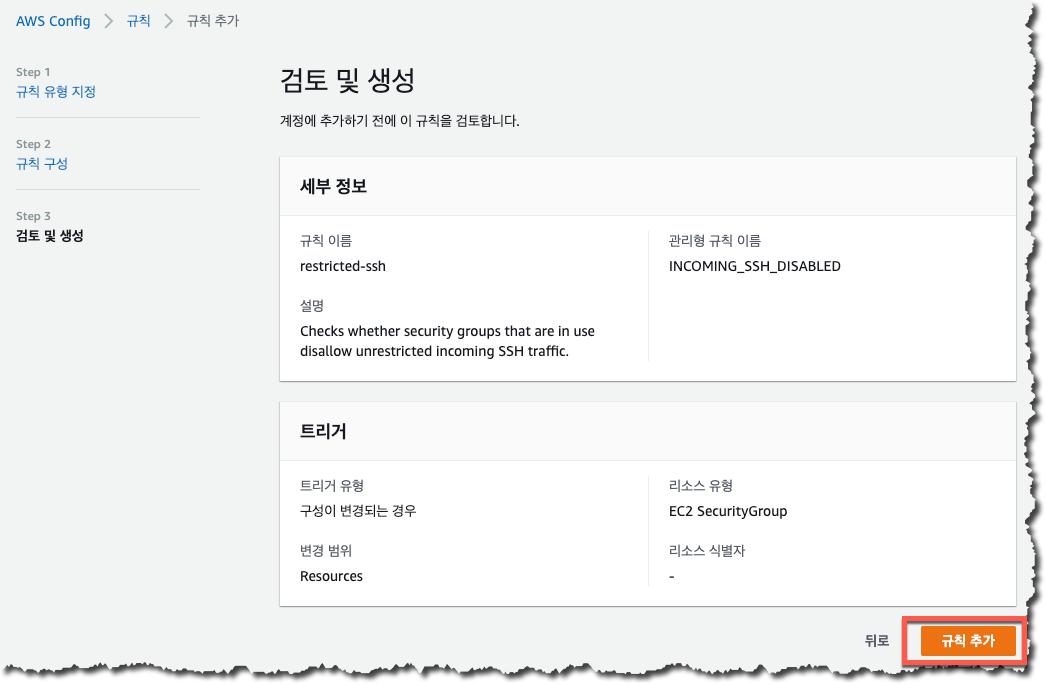 AWS Config > 규칙 > 규칙 추가
Step 1
규칙 유형 지정
Step 2
규칙 구성
Step 3
검토 및 생성
검토 및 생성
계정에 추가하기 전에 이 규칙을 검토합니다.
세부 정보
규칙 이름
restricted-ssh
설명
Checks whether security groups that are in use
disallow unrestricted incoming SSH traffic.
관리형 규칙 이름
INCOMING_SSH_DISABLED
트리거
트리거 유형
구성이 변경되는 경우
변경 범위
Resources
리소스 유형
EC2 SecurityGroup
리소스 식별자
-
뒤로
규칙 추가